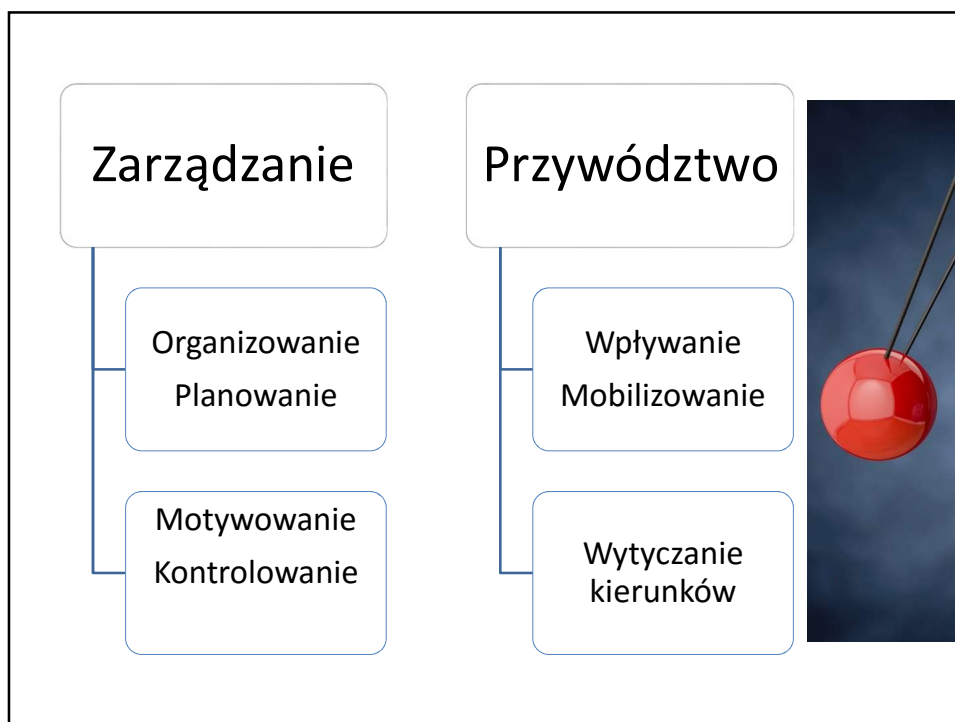 Zarządzanie
Organizowanie
Planowanie
Motywowanie
Kontrolowanie
Przywództwo
Wpływanie
Mobilizowanie
Wytyczanie
kierunków